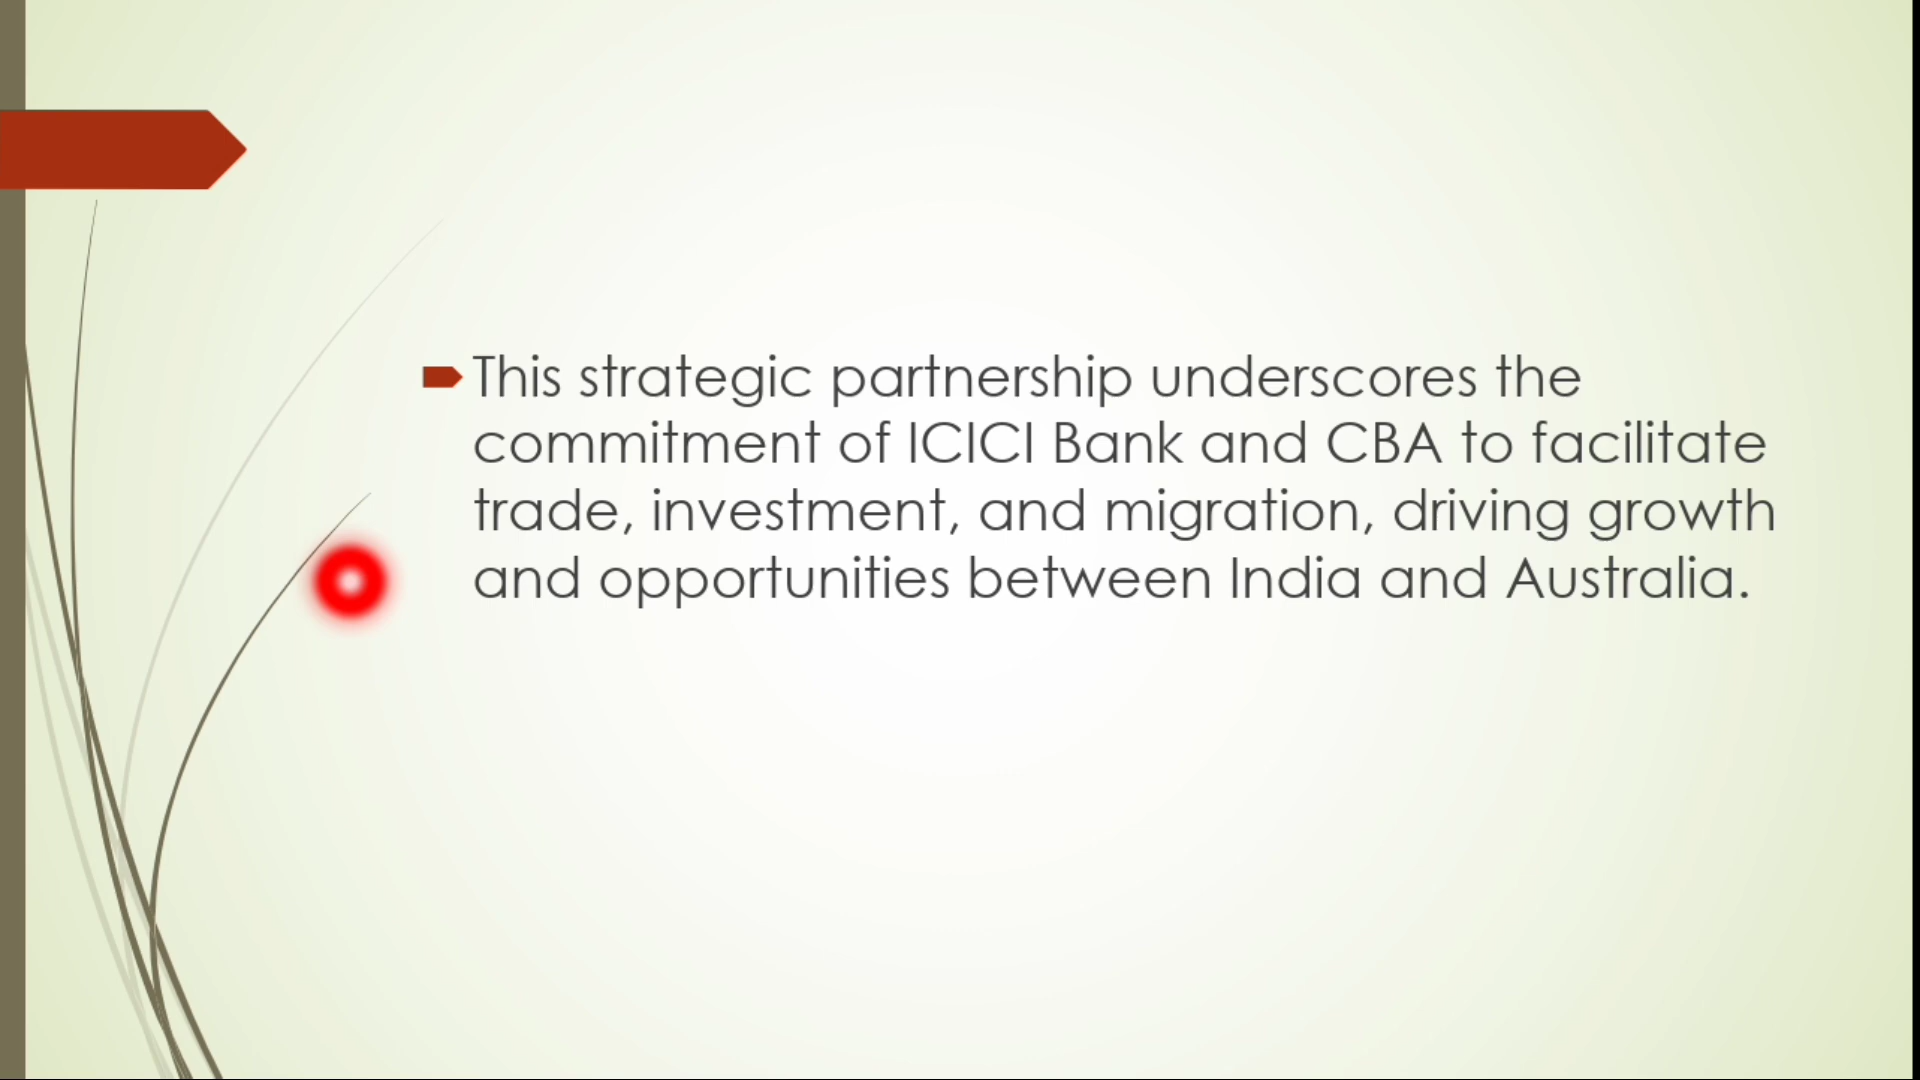 This strategic partnership underscores the
commitment of ICICI Bank and CBA to facilitate
trade, investment, and migration, driving growth
and opportunities between India and Australia.